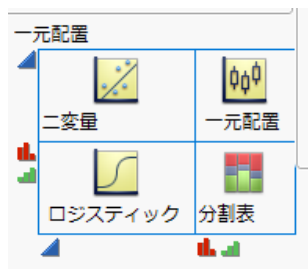 一元配置
二変量
一元配置
ロジスティック
分割表